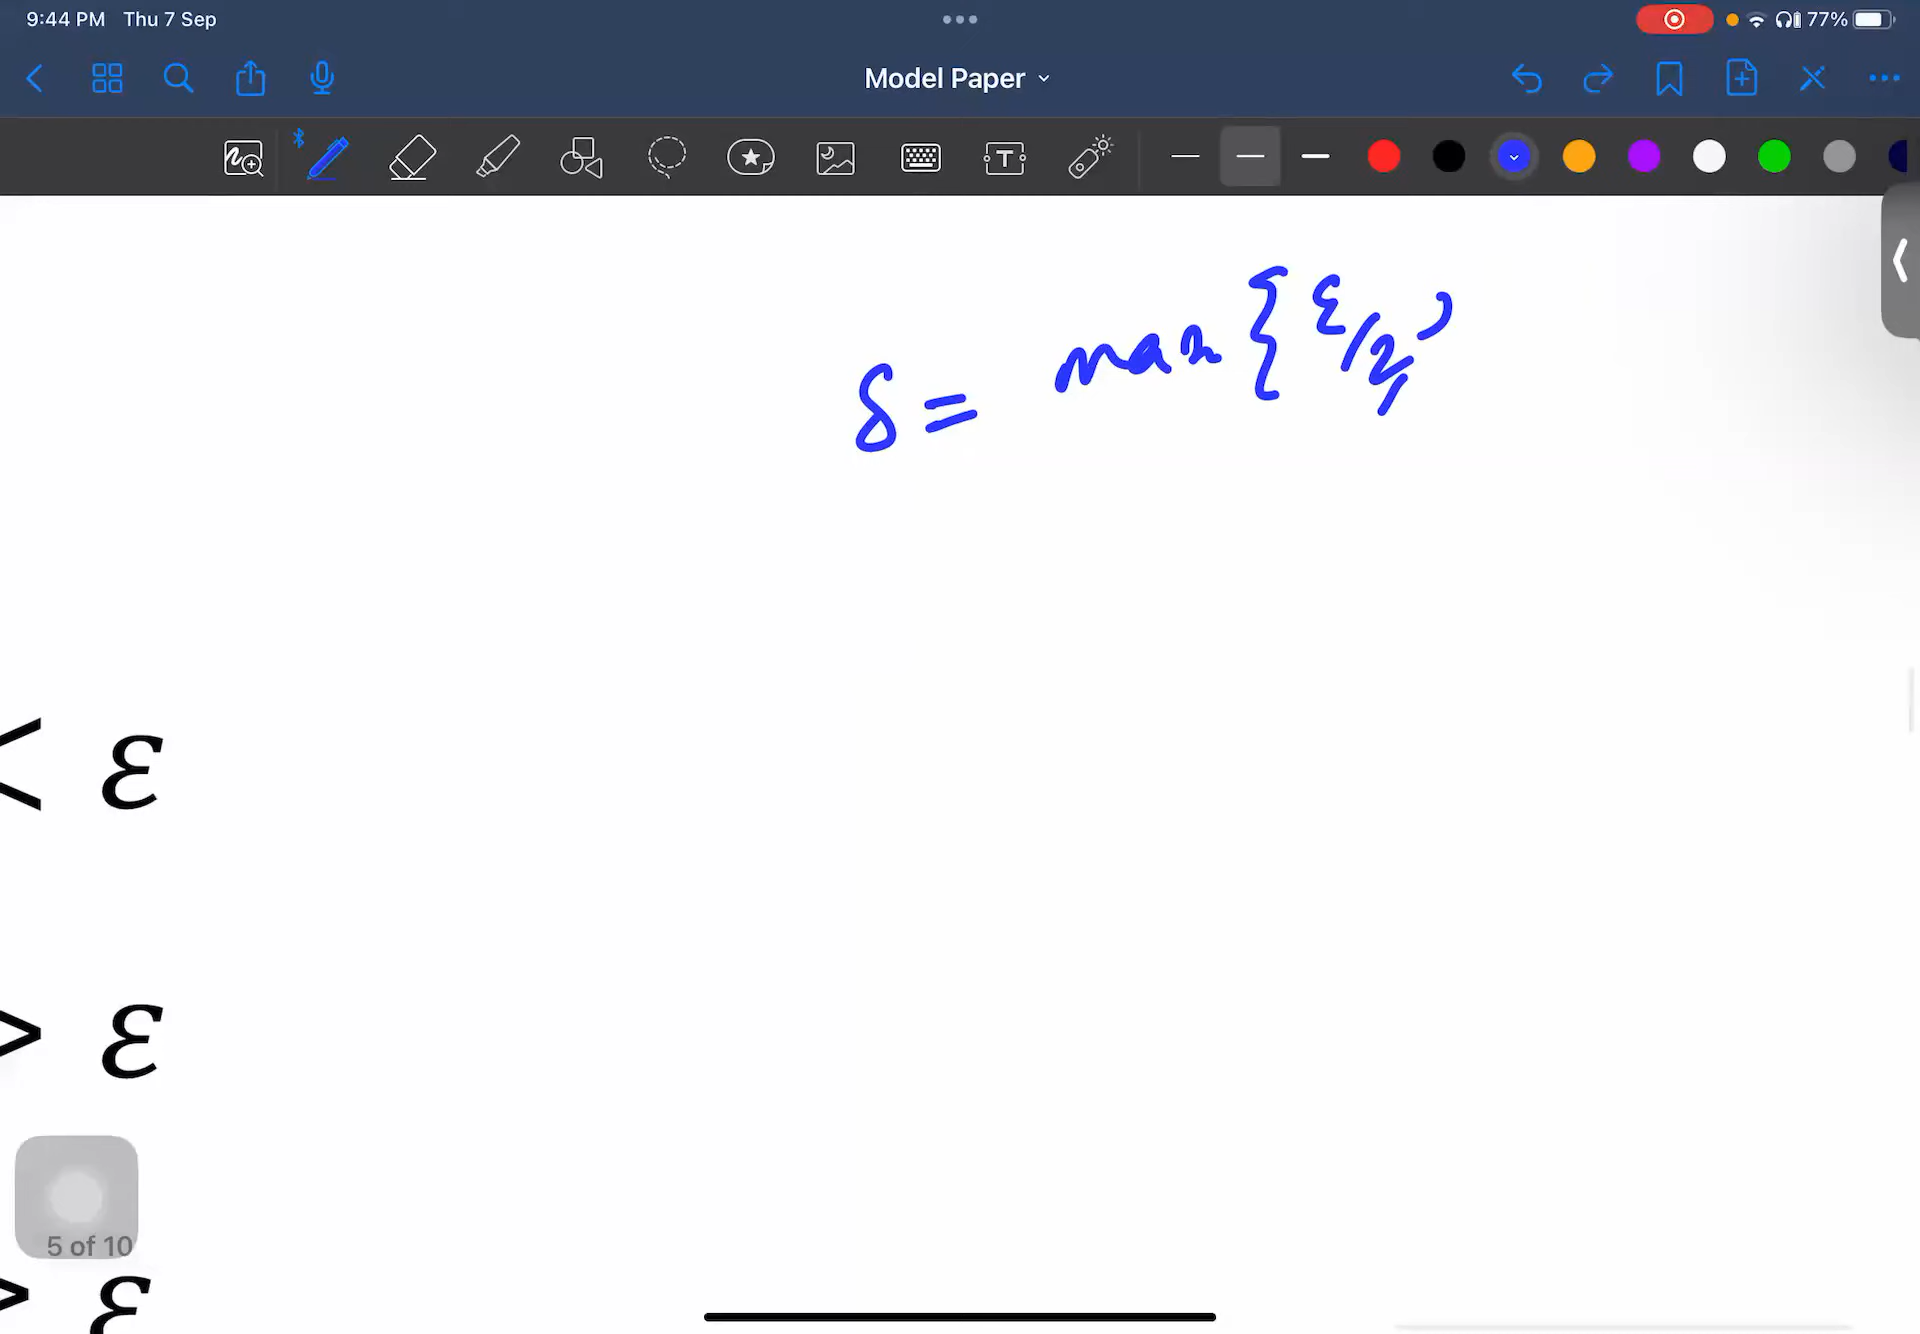 9:44 PM Thu 7 Sep
77%
Model Paper
T
δ = max { ε/2,
< ε
> ε
5 of 10
> ε